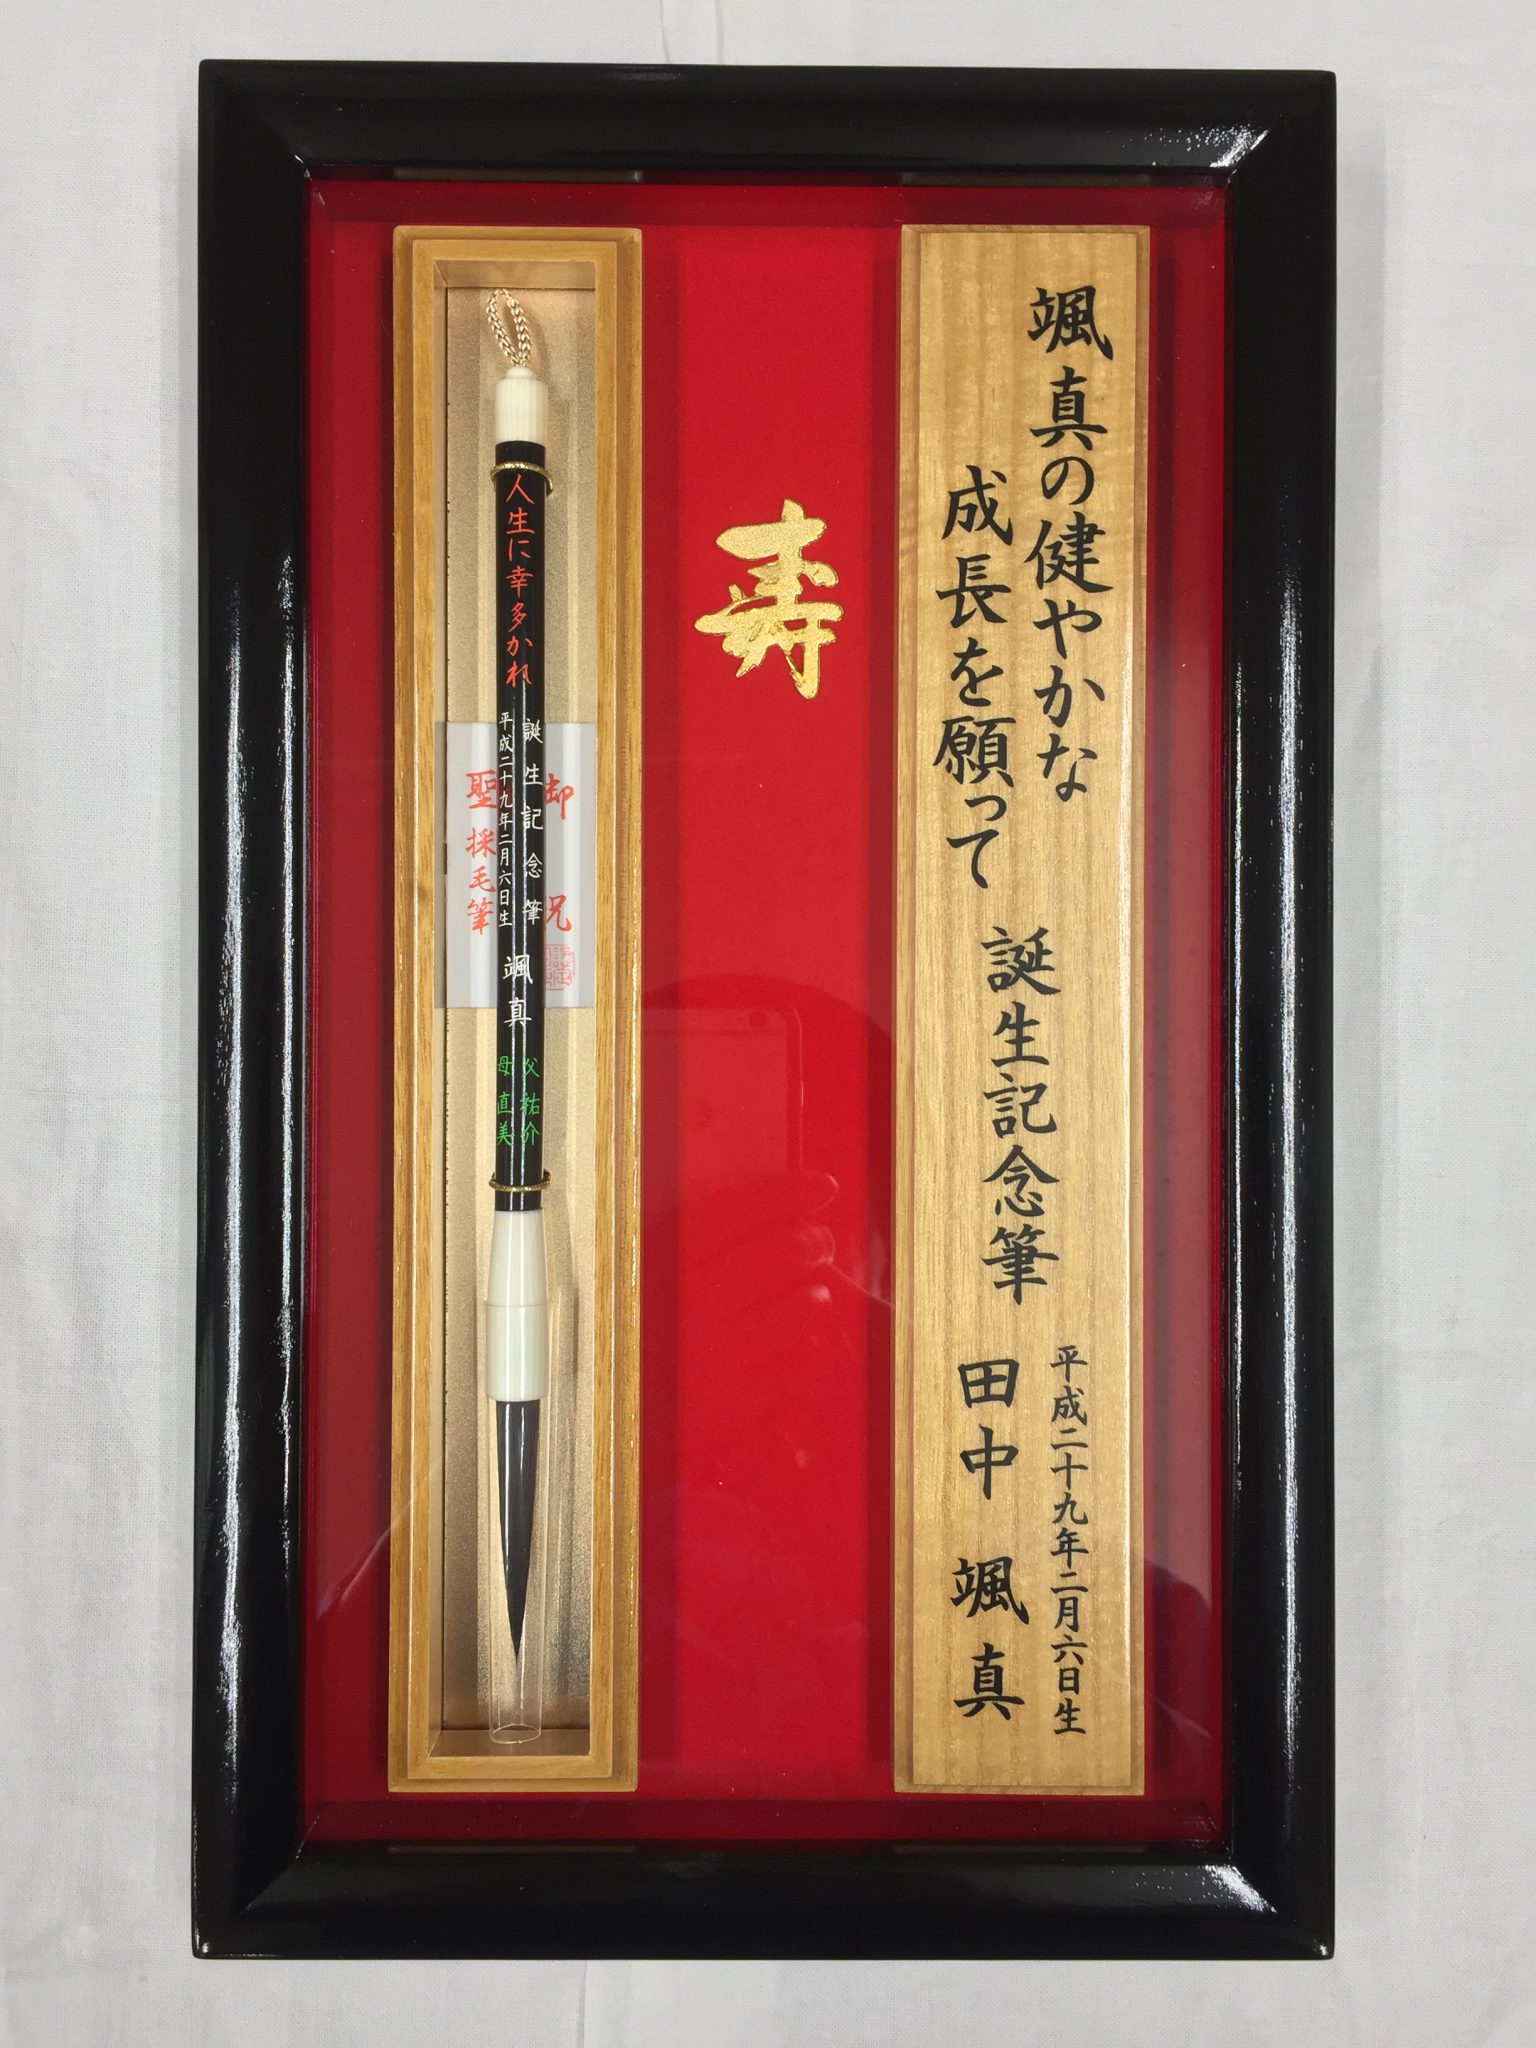 颯真の健やかな
成長を願って
誕生記念筆
平成二十九年二月六日生
田中 颯真
寿
人生に幸多かれ
誕生記念筆
平成二十九年二月六日生
颯真
父 祐介
母 直美
御祝
聖採毛筆